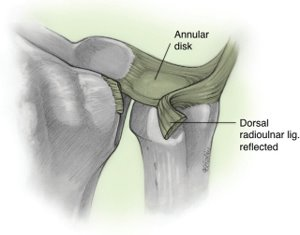 Annular
disk
Dorsal
radioulnar lig.
reflected